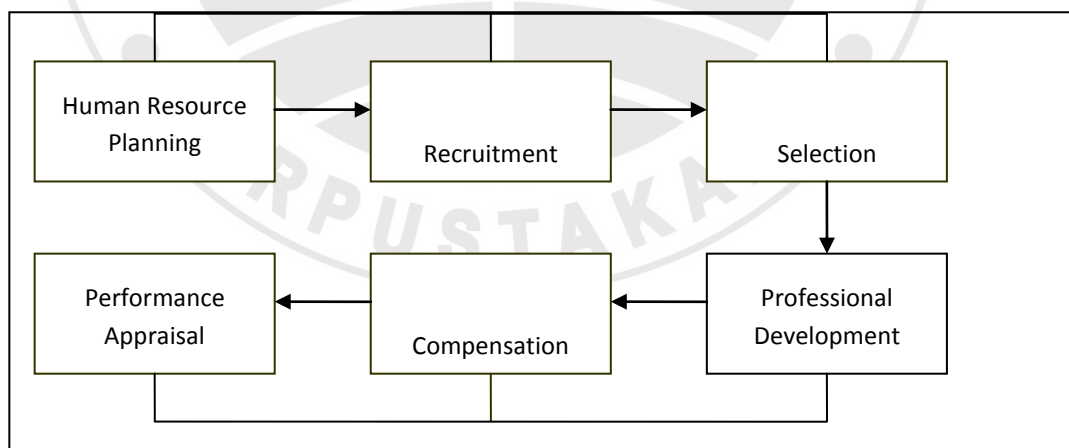 Human Resource
Planning
Recruitment
Selection
RPUSTAKA
Performance
Appraisal
Compensation
Professional
Development